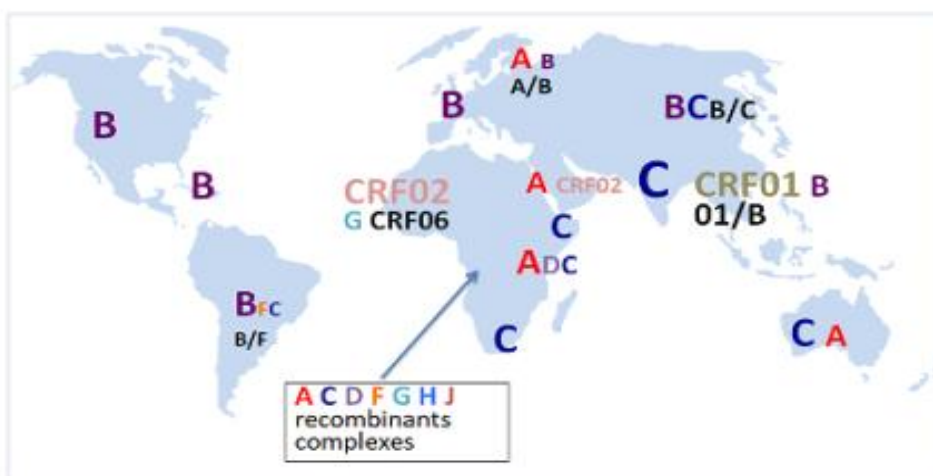 A B
A/B
B
B
BCB/C
B
CRF02
G CRF06
A CRF02
C
CRF01 B
01/B
C
ADC
BFC
B/F
C
C A
A C D F G H J
recombinants
complexes